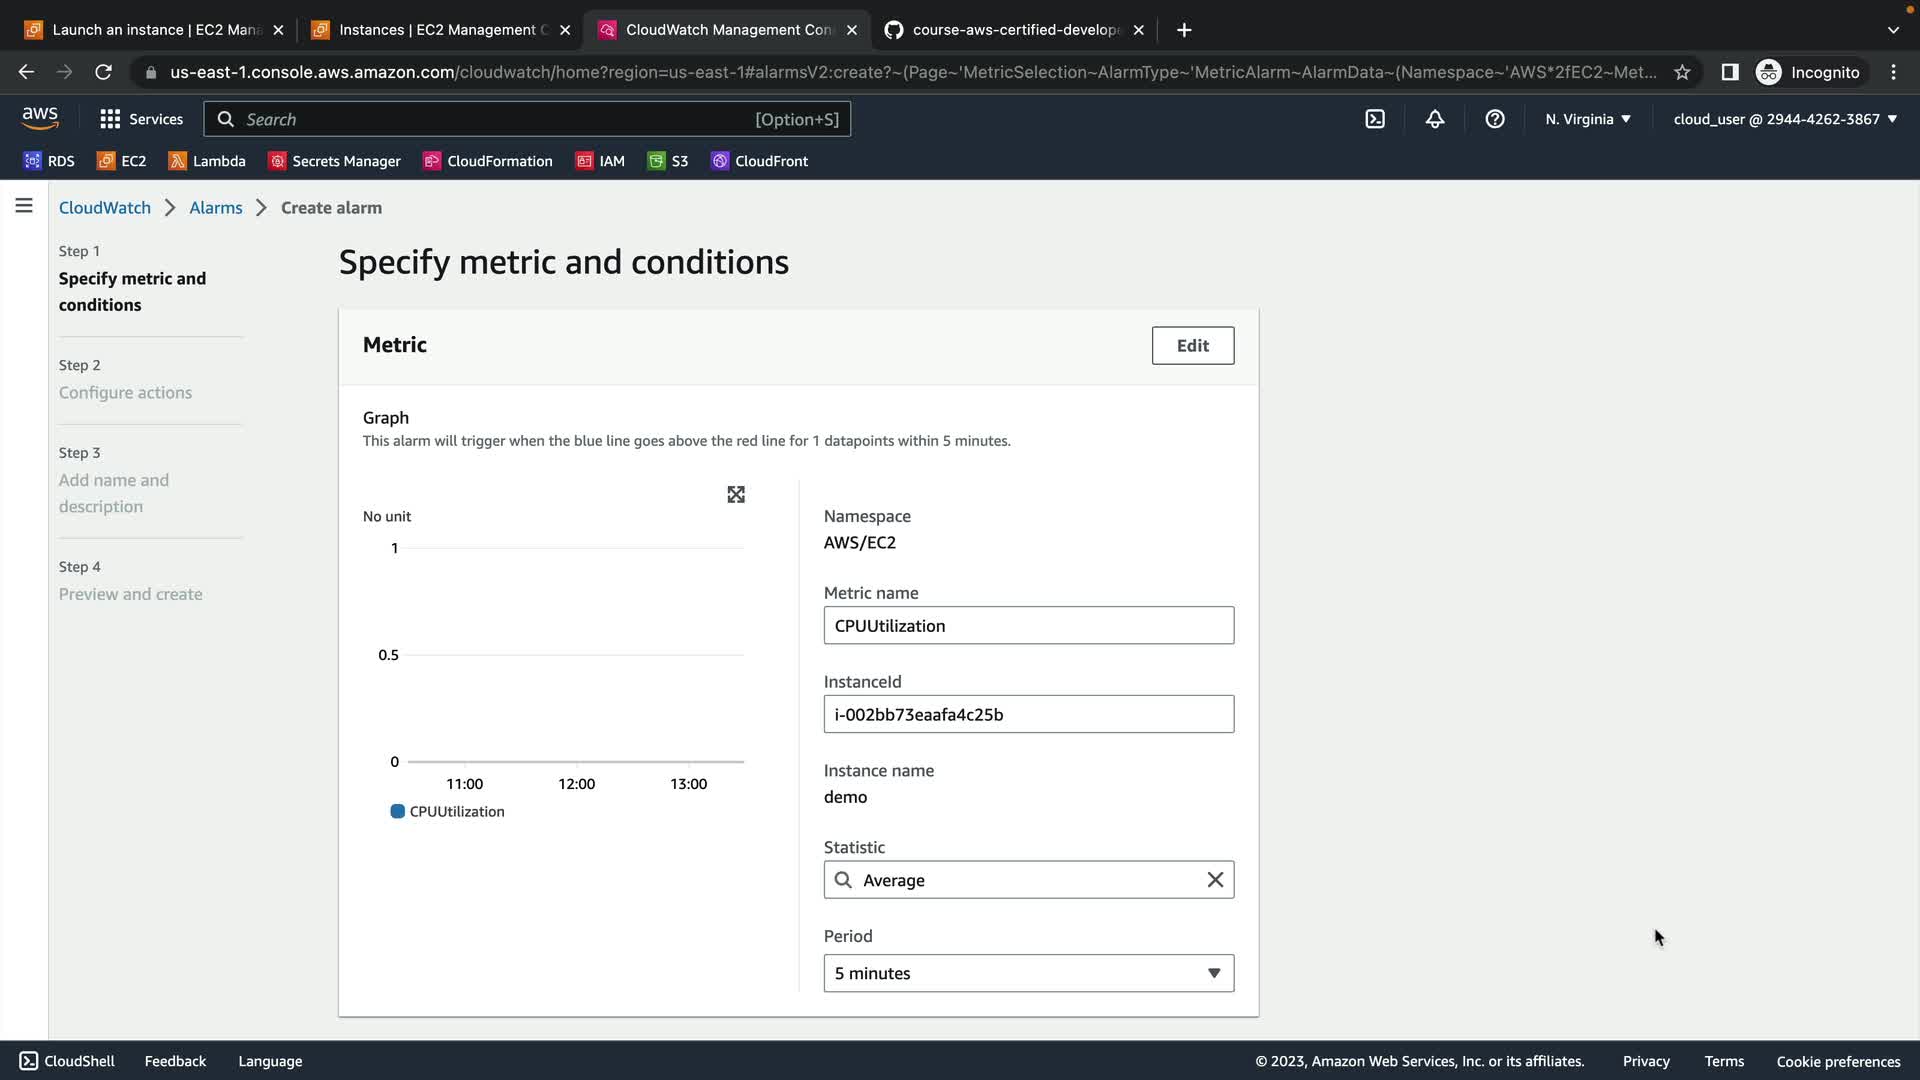 Launch an instance | EC2 Mana
Instances | EC2 Management C
CloudWatch Management Con
course-aws-certified-develope
us-east-1.console.aws.amazon.com/cloudwatch/home?region=us-east-1#alarmsV2:create?~(Page~'MetricSelection~AlarmType~'MetricAlarm~AlarmData~(Namespace~'AWS*2fEC2~Met...
Incognito
aws
Services
Search
[Option+S]
N. Virginia
cloud_user @ 2944-4262-3867
RDS
EC2
Lambda
Secrets Manager
CloudFormation
IAM
S3
CloudFront
CloudWatch
Alarms
Create alarm
Step 1
Specify metric and
conditions
Step 2
Configure actions
Step 3
Add name and
description
Step 4
Preview and create
Specify metric and conditions
Metric
Edit
Graph
This alarm will trigger when the blue line goes above the red line for 1 datapoints within 5 minutes.
No unit
1
0.5
0
11:00
12:00
13:00
CPUUtilization
Namespace
AWS/EC2
Metric name
CPUUtilization
InstanceId
i-002bb73eaafa4c25b
Instance name
demo
Statistic
Average
Period
5 minutes
CloudShell
Feedback
Language
© 2023, Amazon Web Services, Inc. or its affiliates.
Privacy
Terms
Cookie preferences